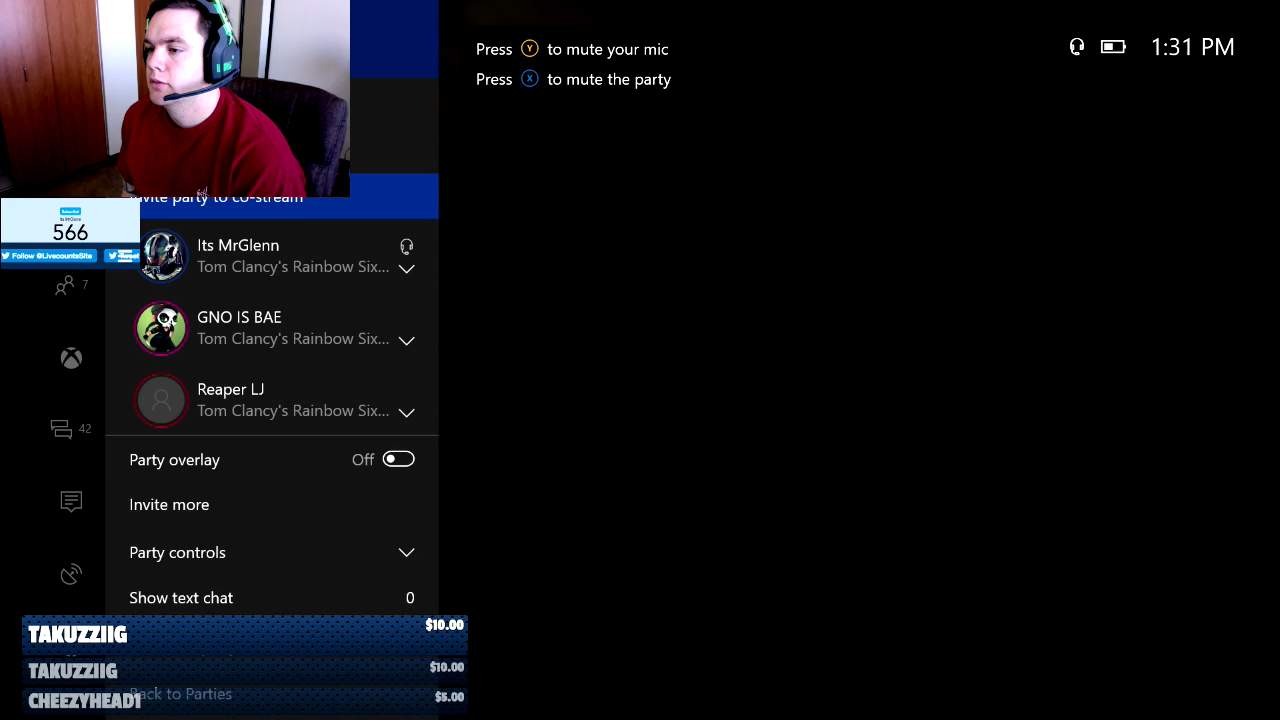 Press Y to mute your mic
Press X to mute the party
1:31 PM
Invite party to co-stream
566
Follow @LivecountsSite
Tweet
Its MrGlenn
Tom Clancy's Rainbow Six...
7
GNO IS BAE
Tom Clancy's Rainbow Six...
Reaper LJ
Tom Clancy's Rainbow Six...
42
Party overlay Off
Invite more
Party controls
Show text chat 0
TAKUZZIIG $10.00
TAKUZZIIG $10.00
Back to Parties
CHEEZYHEAD1 $5.00